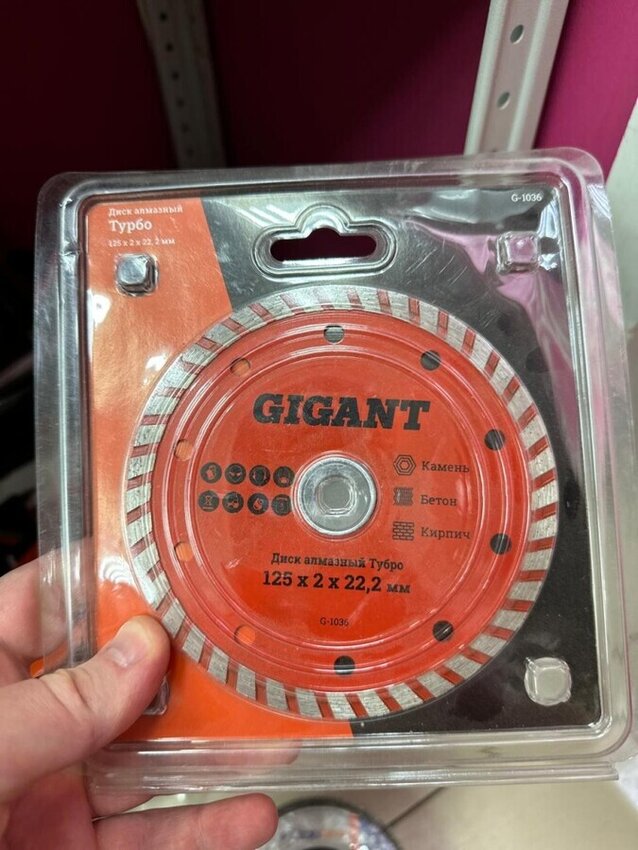 Диск алмазный
Турбо
125 x 2 x 22, 2 мм
G-1036
GIGANT
Камень
Бетон
Кирпич
Диск алмазный Тубро
125 x 2 x 22,2 мм
G-1036